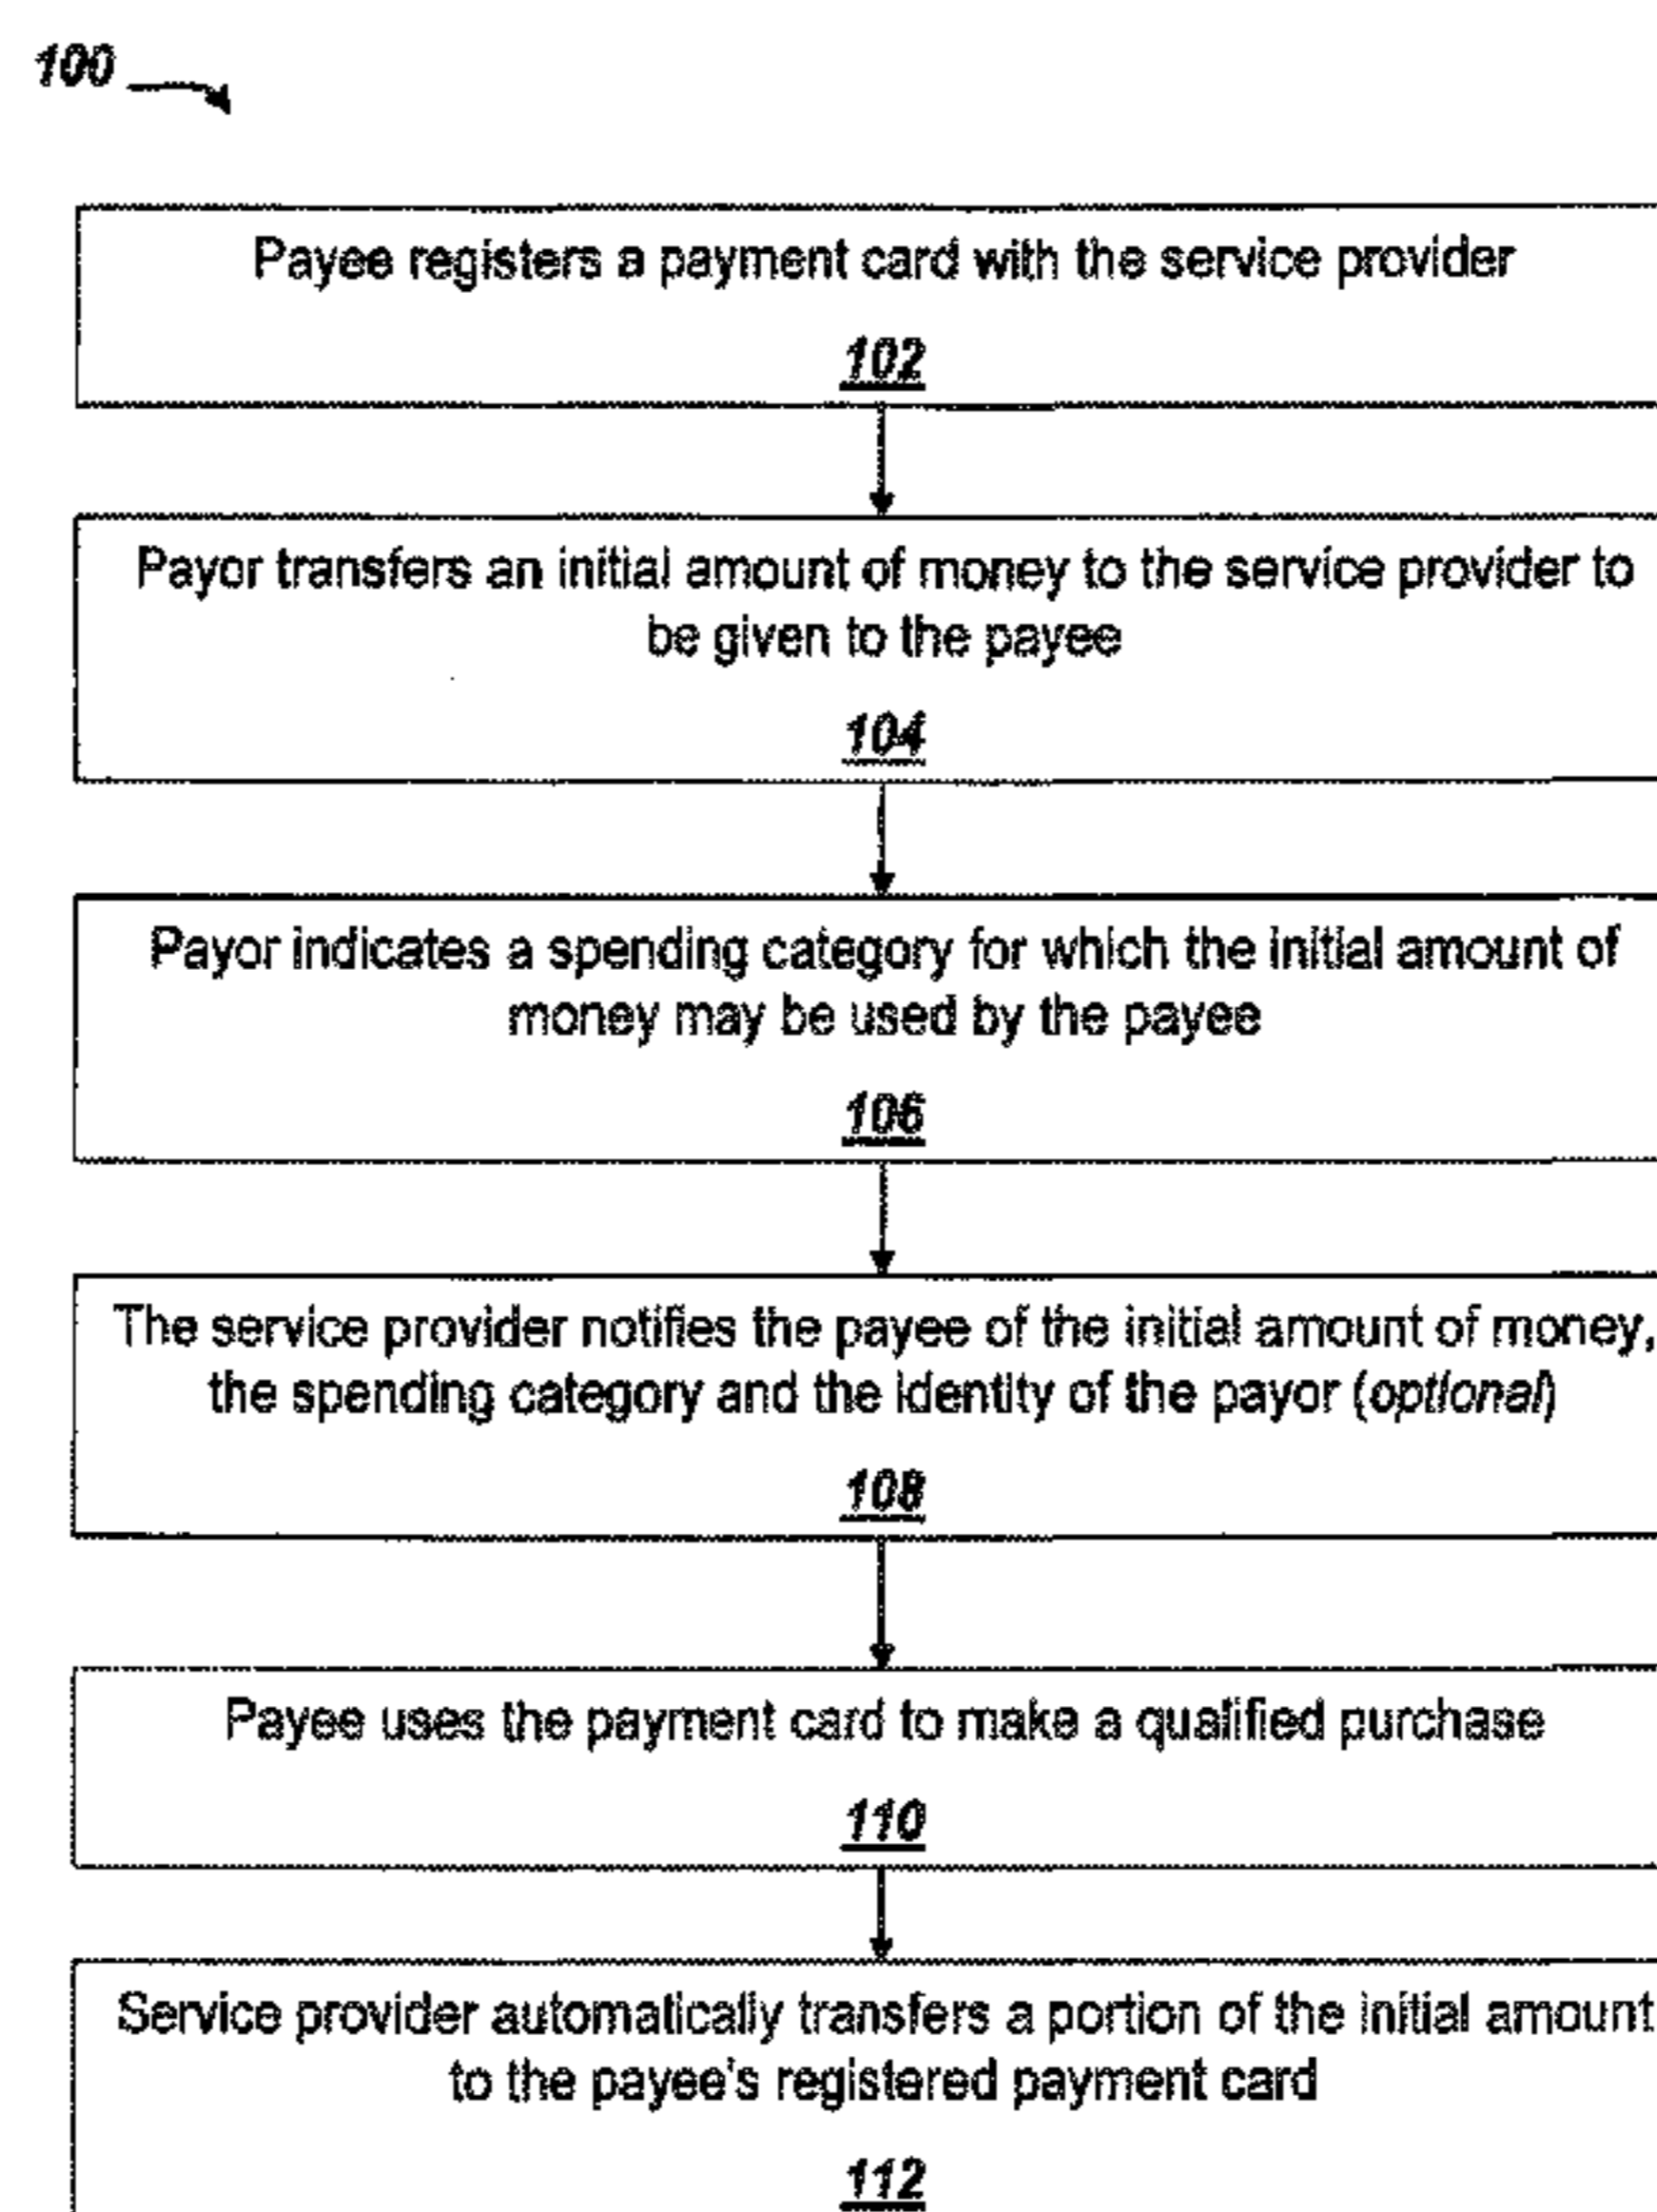 100
Payee registers a payment card with the service provider
102
Payor transfers an initial amount of money to the service provider to
be given to the payee
104
Payor indicates a spending category for which the initial amount of
money may be used by the payee
106
The service provider notifies the payee of the initial amount of money,
the spending category and the identity of the payor (optional)
108
Payee uses the payment card to make a qualified purchase
110
Service provider automatically transfers a portion of the initial amount
to the payee's registered payment card
112